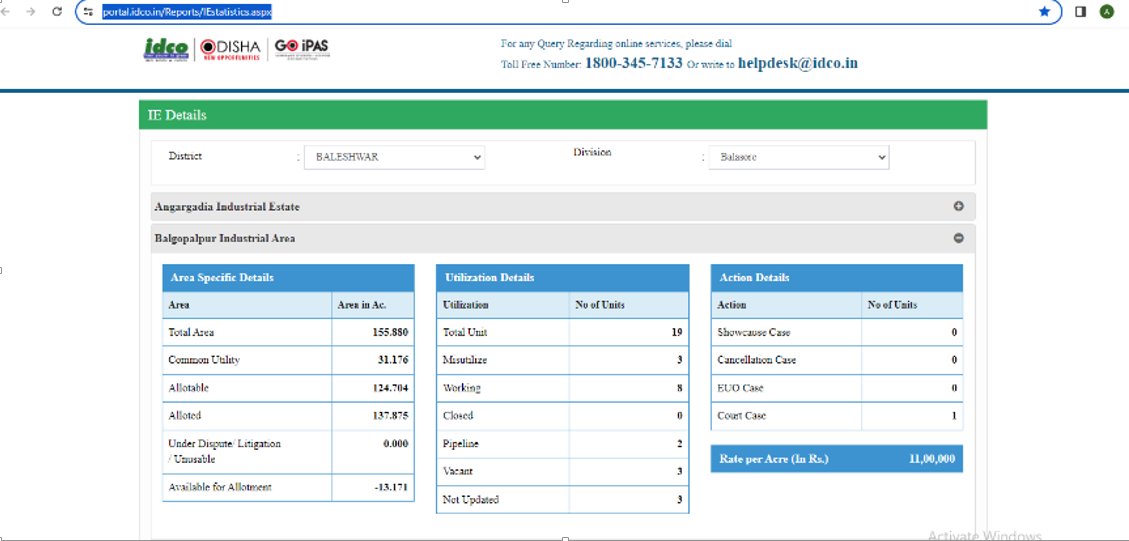 portal.idco.in/Reports/IEstatistics.aspx
A
idco ODISHA GO iPAS
NEW OPPORTUNITIES
For any Query Regarding online services, please dial
Toll Free Number: 1800-345-7133 Or write to helpdesk@idco.in
IE Details
District : BALESHWAR Division : Balasore
Angargadia Industrial Estate
Balgopalpur Industrial Area
Area Specific Details
Area Area in Ac.
Total Area 155.880
Common Utility 31.176
Allotable 124.704
Alloted 137.875
Under Dispute/ Litigation 0.000
/ Unusable
Available for Allotment -13.171
Utilization Details
Utilization No of Units
Total Unit 19
Misutilize 3
Working 8
Closed 0
Pipeline 2
Vacant 3
Not Updated 3
Action Details
Action No of Units
Showcause Case 0
Cancellation Case 0
EUO Case 0
Court Case 1
Rate per Acre (In Rs.) 11,00,000
Activate Windows